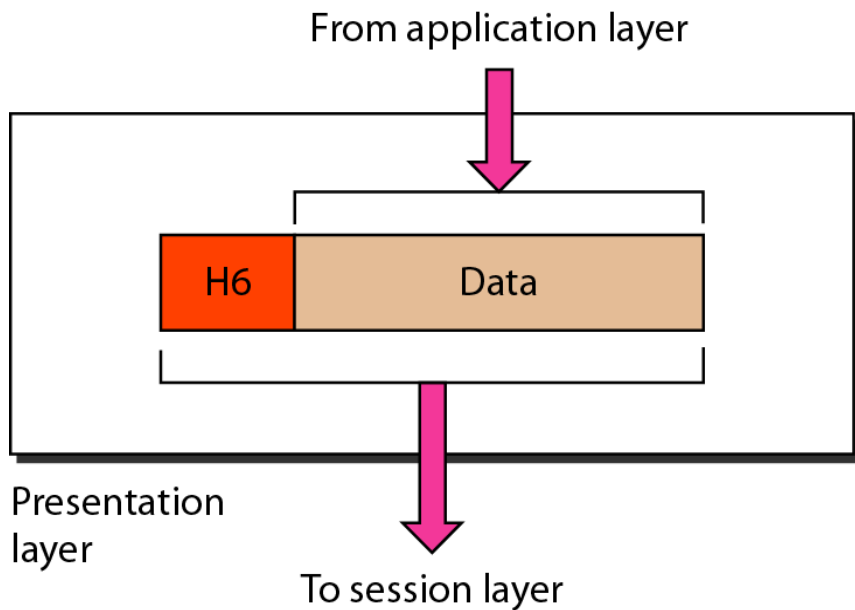 From application layer
H6 Data
Presentation
layer
To session layer